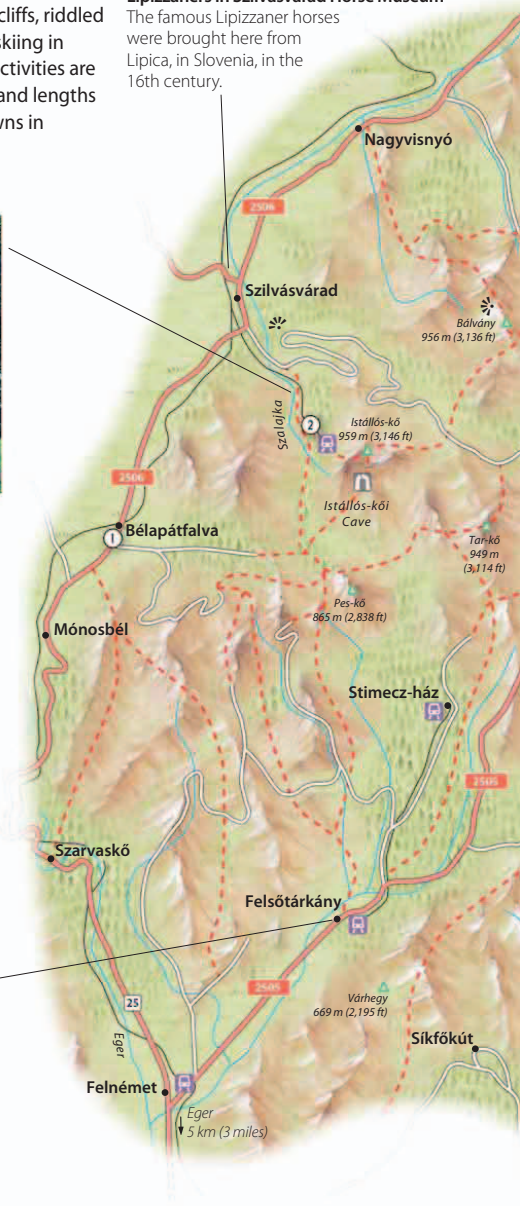 cliffs, riddled
skiing in
ctivities are
and lengths
wns in
Lipizzaners in Szilvásvárad Horse Museum
The famous Lipizzaner horses
were brought here from
Lipica, in Slovenia, in the
16th century.
Nagyvisnyó
2506
Szilvásvárad
Bálvány
956 m (3,136 ft)
Szalajka
2
Istállós-kő
959 m (3,146 ft)
2506
Istállós-kői
Cave
Bélapátfalva
1
Tar-kő
949 m
(3,114 ft)
Pes-kő
865 m (2,838 ft)
Mónosbél
Stimecz-ház
2505
Szarvaskő
Felsőtárkány
2505
Várhegy
669 m (2,195 ft)
25
Eger
Síkfőkút
Felnémet
Eger
5 km (3 miles)